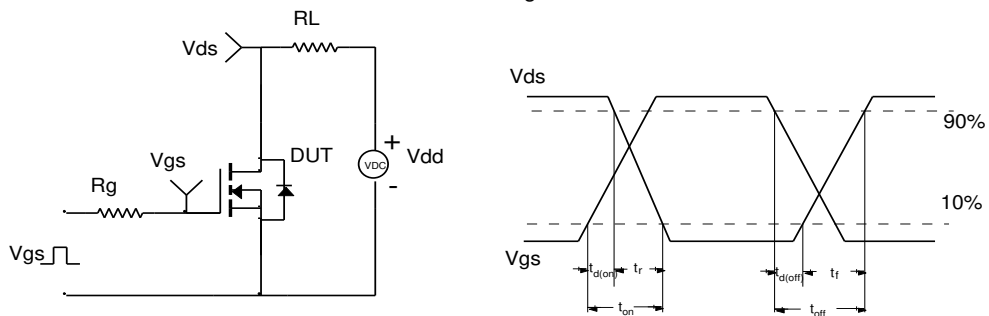 RL
Vds
Vgs
Rg
DUT
VDC
+
Vdd
-
Vgs
Vds
90%
10%
Vgs
td(on)
tr
td(off)
tf
ton
toff